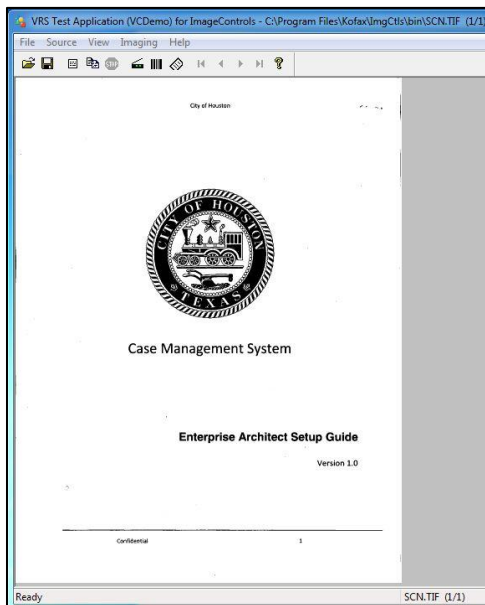 VRS Test Application (VCDemo) for ImageControls - C:\Program Files\Kofax\ImgCtls\bin\SCN.TIF (1/1)
File Source View Imaging Help
City of Houston
CITY OF HOUSTON
TEXAS
Case Management System
Enterprise Architect Setup Guide
Version 1.0
Confidential 1
Ready SCN.TIF (1/1)